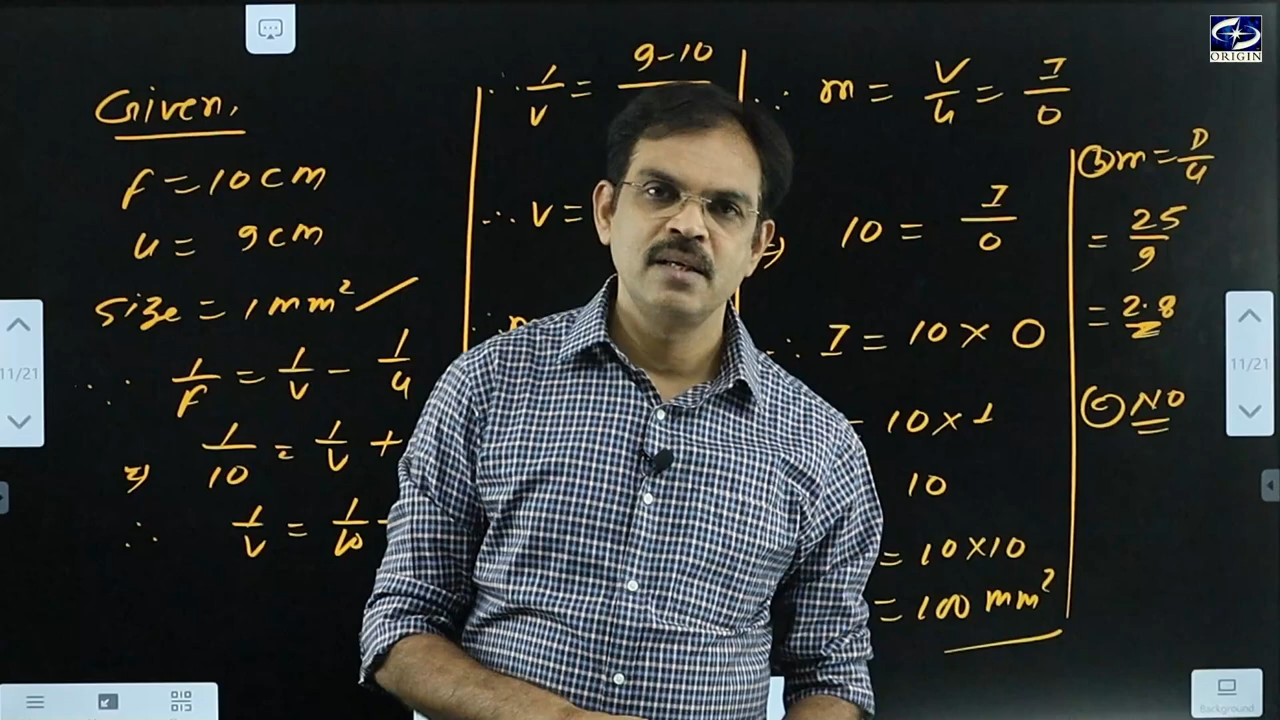 Given,
f = 10 cm
u = 9 cm
size = 1 mm²
∴ 1/f = 1/v - 1/u
⇒ 1/10 = 1/v +
∴ 1/v = 1/10 -
∴ 1/v = 9-10
∴ v =
∴ m
∴ m = v/u = I/O
⇒ 10 = I/O
∴ I = 10 × O
= 10 × 1
10
= 10 × 10
= 100 mm²
ⓑ m = D/u
= 25/9
= 2.8
ⓒ NO
ORIGIN
11/21
11/21
Background